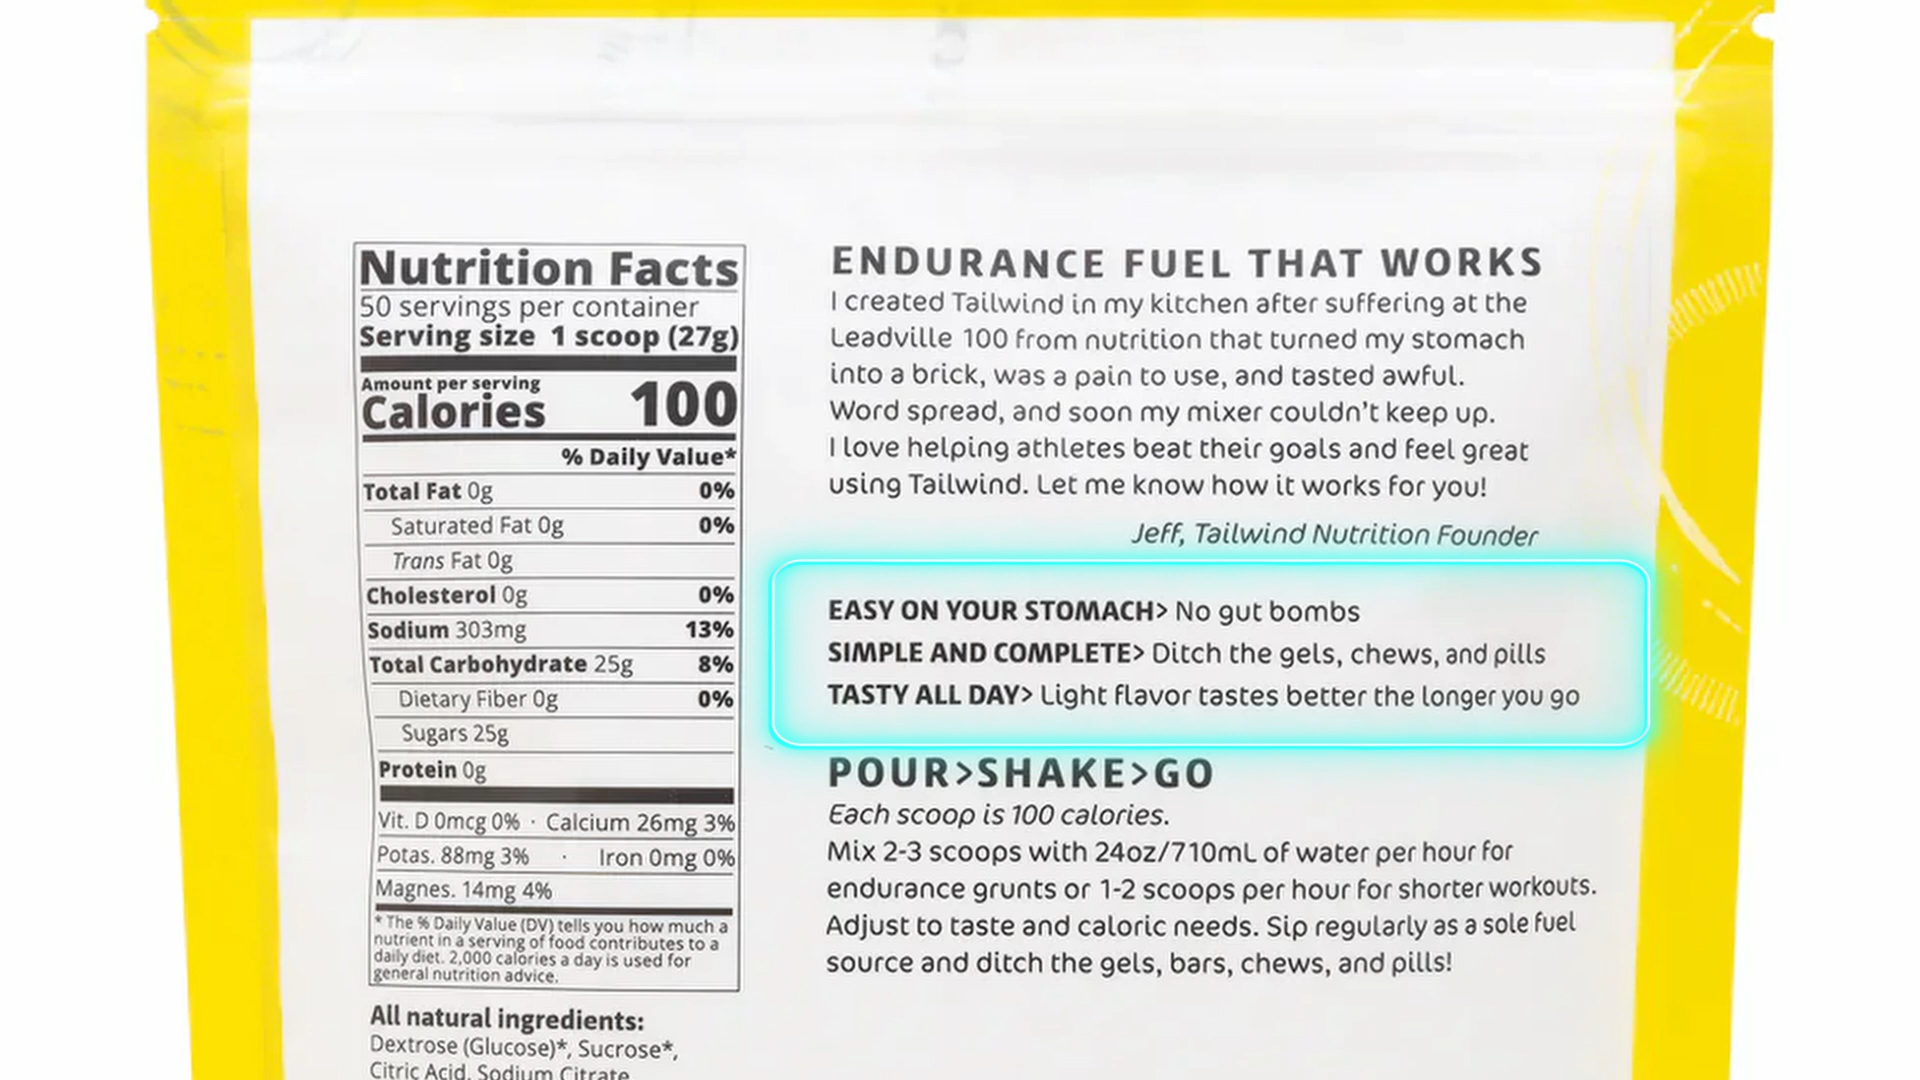 Nutrition Facts
50 servings per container
Serving size 1 scoop (27g)
Amount per serving
Calories 100
% Daily Value*
Total Fat 0g 0%
Saturated Fat 0g 0%
Trans Fat 0g
Cholesterol 0g 0%
Sodium 303mg 13%
Total Carbohydrate 25g 8%
Dietary Fiber 0g 0%
Sugars 25g
Protein 0g
Vit. D 0mcg 0% · Calcium 26mg 3%
Potas. 88mg 3% · Iron 0mg 0%
Magnes. 14mg 4%
* The % Daily Value (DV) tells you how much a
nutrient in a serving of food contributes to a
daily diet. 2,000 calories a day is used for
general nutrition advice.
All natural ingredients:
Dextrose (Glucose)*, Sucrose*,
Citric Acid, Sodium Citrate
ENDURANCE FUEL THAT WORKS
I created Tailwind in my kitchen after suffering at the
Leadville 100 from nutrition that turned my stomach
into a brick, was a pain to use, and tasted awful.
Word spread, and soon my mixer couldn't keep up.
I love helping athletes beat their goals and feel great
using Tailwind. Let me know how it works for you!
Jeff, Tailwind Nutrition Founder
EASY ON YOUR STOMACH> No gut bombs
SIMPLE AND COMPLETE> Ditch the gels, chews, and pills
TASTY ALL DAY> Light flavor tastes better the longer you go
POUR>SHAKE>GO
Each scoop is 100 calories.
Mix 2-3 scoops with 24oz/710mL of water per hour for
endurance grunts or 1-2 scoops per hour for shorter workouts.
Adjust to taste and caloric needs. Sip regularly as a sole fuel
source and ditch the gels, bars, chews, and pills!